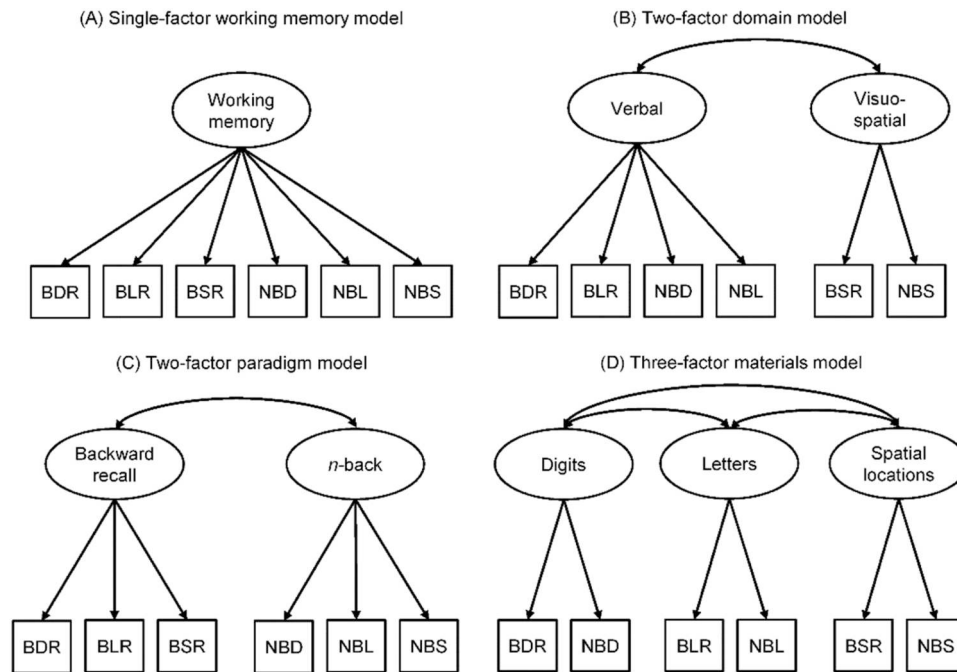 (A) Single-factor working memory model
Working
memory
BDR BLR BSR NBD NBL NBS
(B) Two-factor domain model
Verbal
Visuo-
spatial
BDR BLR NBD NBL BSR NBS
(C) Two-factor paradigm model
Backward
recall
n-back
BDR BLR BSR NBD NBL NBS
(D) Three-factor materials model
Digits
Letters
Spatial
locations
BDR NBD BLR NBL BSR NBS